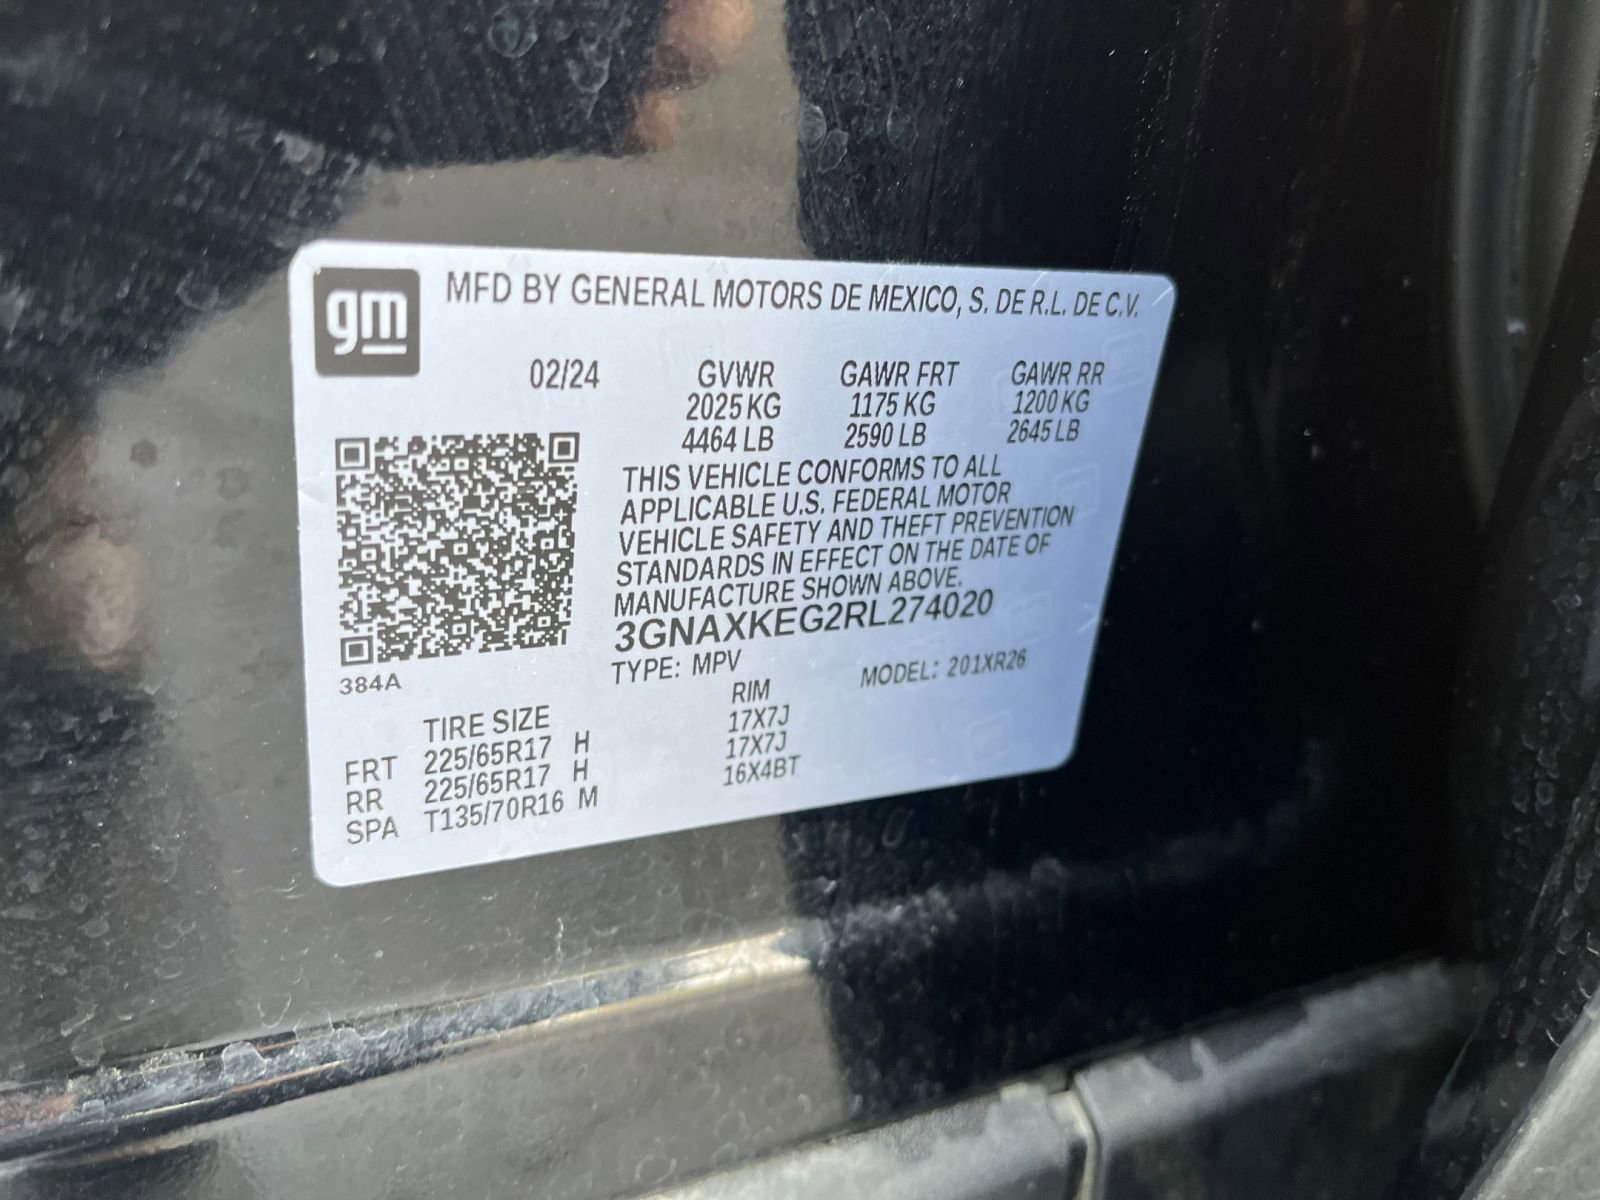 gm MFD BY GENERAL MOTORS DE MEXICO, S. DE R.L. DE C.V.
02/24 GVWR GAWR FRT GAWR RR
2025 KG 1175 KG 1200 KG
4464 LB 2590 LB 2645 LB
THIS VEHICLE CONFORMS TO ALL
APPLICABLE U.S. FEDERAL MOTOR
VEHICLE SAFETY AND THEFT PREVENTION
STANDARDS IN EFFECT ON THE DATE OF
MANUFACTURE SHOWN ABOVE.
3GNAXKEG2RL274020
384A TYPE: MPV MODEL: 201XR26
TIRE SIZE RIM
FRT 225/65R17 H 17X7J
RR 225/65R17 H 17X7J
SPA T135/70R16 M 16X4BT